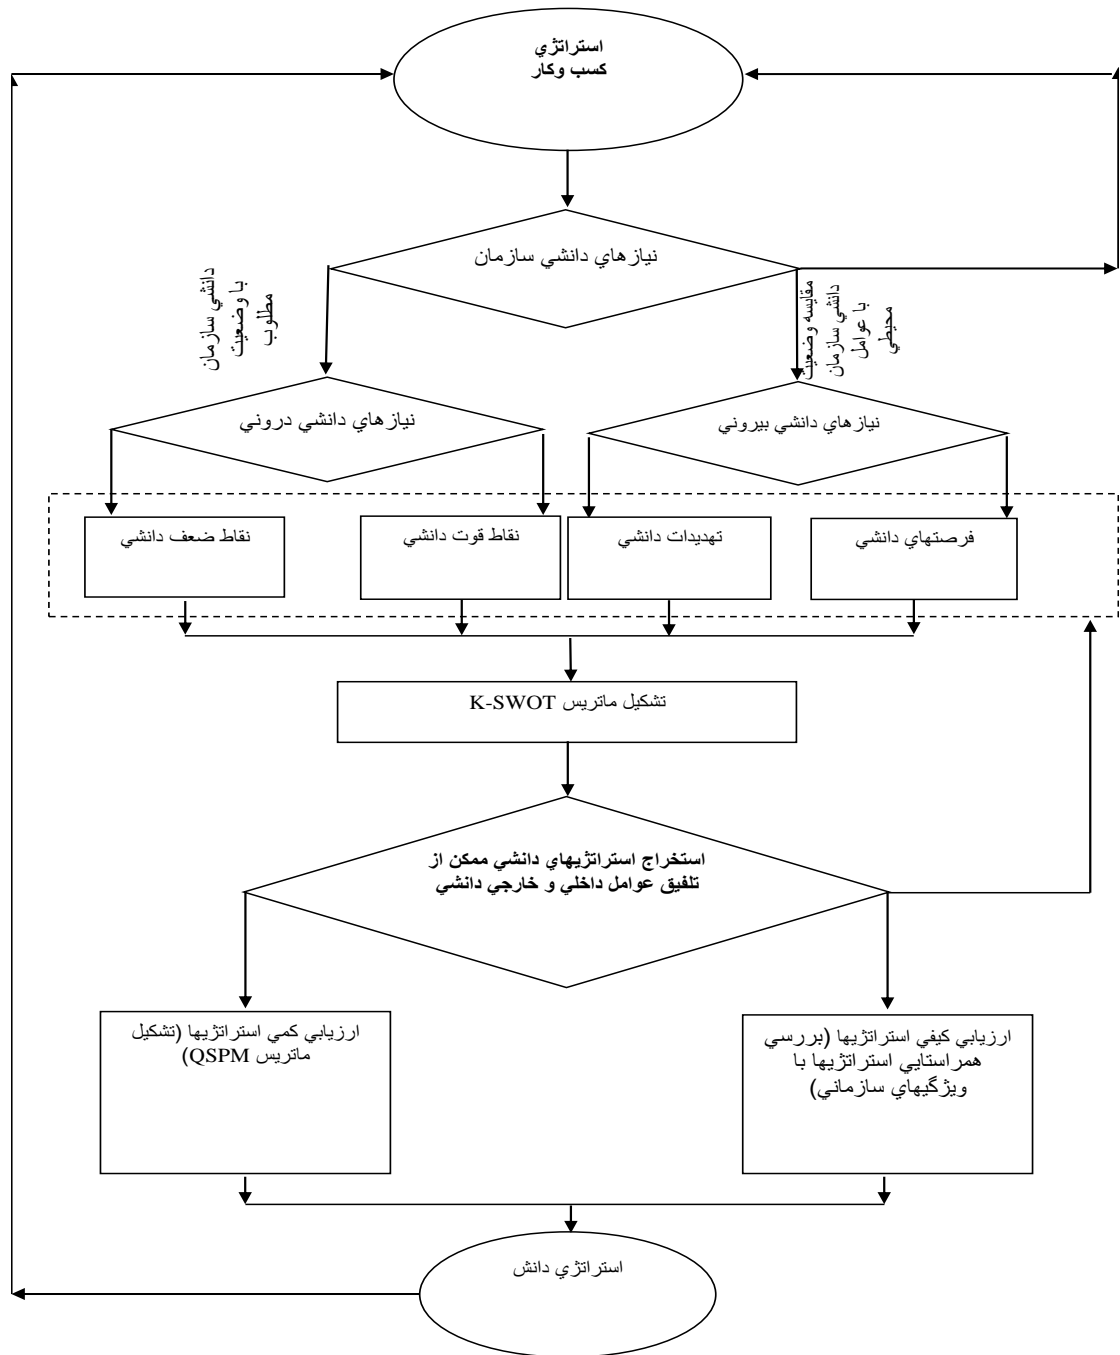 استراتژي
كسب وكار
نيازهاي دانشي سازمان
مقايسه وضعيت
دانشي سازمان
با عوامل
محيطي
دانشي سازمان
با وضعيت
مطلوب
نيازهاي دانشي بيروني
نيازهاي دانشي دروني
فرصتهاي دانشي
تهديدات دانشي
نقاط قوت دانشي
نقاط ضعف دانشي
تشكيل ماتريس K-SWOT
استخراج استراتژيهاي دانشي ممكن از
تلفيق عوامل داخلي و خارجي دانشي
ارزيابي كيفي استراتژيها (بررسي
همراستايي استراتژيها با
ويژگيهاي سازماني)
ارزيابي كمي استراتژيها (تشكيل
ماتريس QSPM)
استراتژي دانش